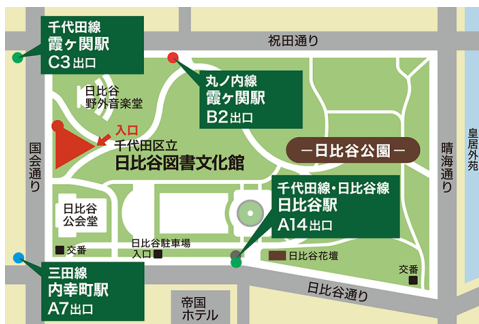 千代田線
霞ヶ関駅
C3出口
祝田通り
丸ノ内線
霞ヶ関駅
B2出口
日比谷
野外音楽堂
入口
千代田区立
日比谷図書文化館
ー日比谷公園ー
国会通り
晴海通り
皇居外苑
千代田線・日比谷線
日比谷駅
A14出口
日比谷
公会堂
交番
日比谷駐車場
入口
日比谷花壇
交番
三田線
内幸町駅
A7出口
帝国
ホテル
日比谷通り